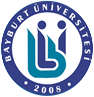 BAYBURT ÜNİVERSİTESİ
• 2008 •